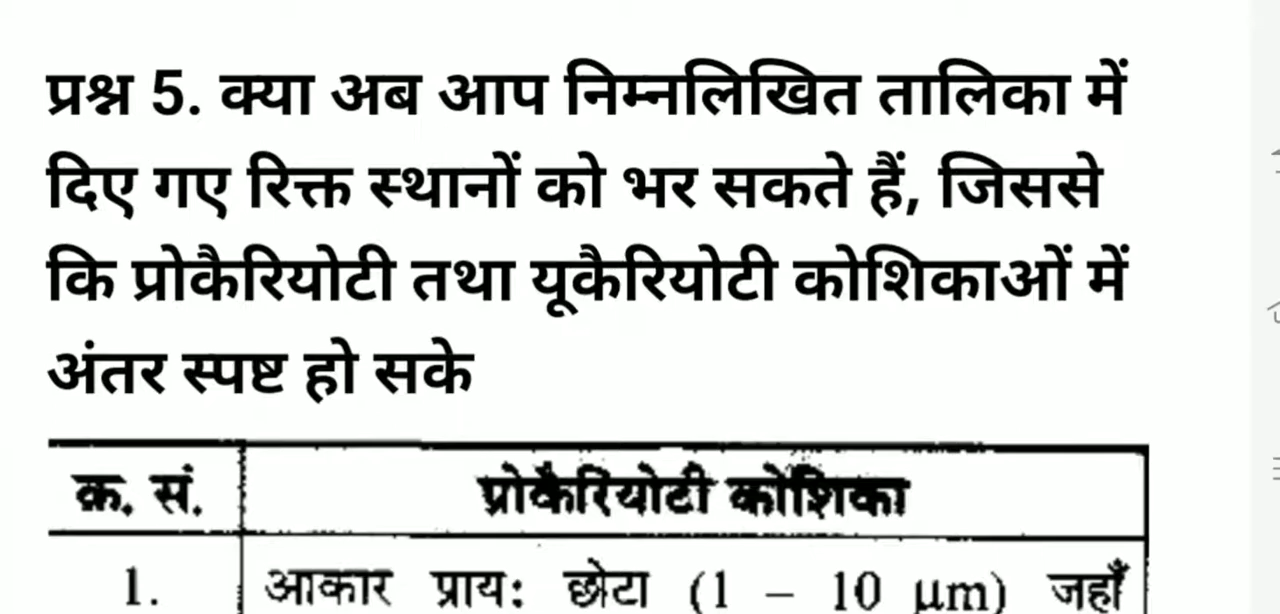 प्रश्न 5. क्या अब आप निम्नलिखित तालिका में
दिए गए रिक्त स्थानों को भर सकते हैं, जिससे
कि प्रोकैरियोटी तथा यूकैरियोटी कोशिकाओं में
अंतर स्पष्ट हो सके
क्र. सं. प्रोकैरियोटी कोशिका
1. आकार प्राय: छोटा (1 – 10 μm) जहाँ